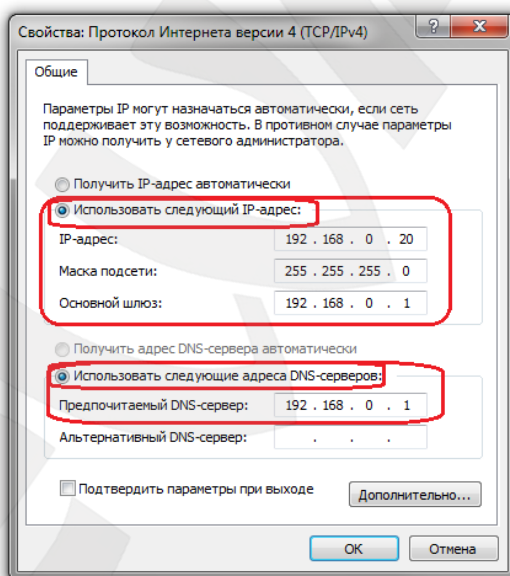 Свойства: Протокол Интернета версии 4 (TCP/IPv4)
Общие
Параметры IP могут назначаться автоматически, если сеть
поддерживает эту возможность. В противном случае параметры
IP можно получить у сетевого администратора.
Получить IP-адрес автоматически
Использовать следующий IP-адрес:
IP-адрес: 192 . 168 . 0 . 20
Маска подсети: 255 . 255 . 255 . 0
Основной шлюз: 192 . 168 . 0 . 1
Получить адрес DNS-сервера автоматически
Использовать следующие адреса DNS-серверов:
Предпочитаемый DNS-сервер: 192 . 168 . 0 . 1
Альтернативный DNS-сервер: . . .
Подтвердить параметры при выходе
Дополнительно...
ОК Отмена